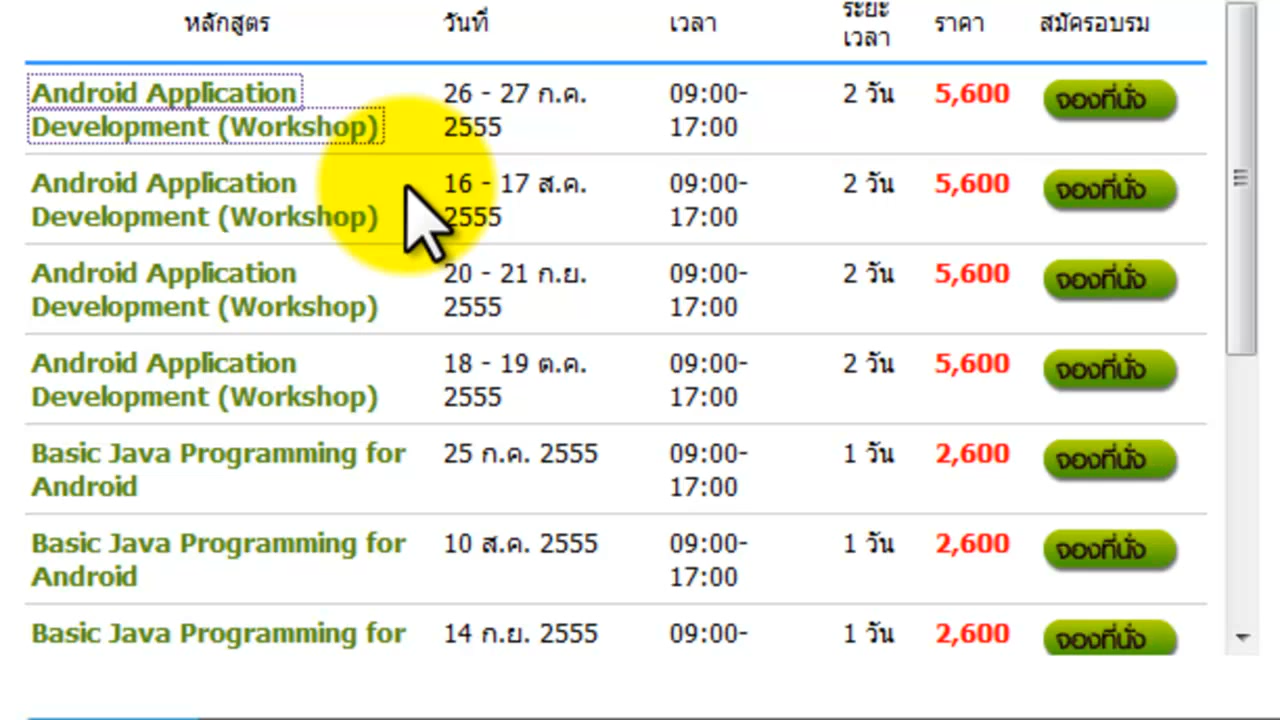 หลักสูตร วันที่ เวลา ระยะเวลา ราคา สมัครอบรม
Android Application 26 - 27 ก.ค. 09:00- 2 วัน 5,600 จองที่นั่ง
Development (Workshop) 2555 17:00
Android Application 16 - 17 ส.ค. 09:00- 2 วัน 5,600 จองที่นั่ง
Development (Workshop) 2555 17:00
Android Application 20 - 21 ก.ย. 09:00- 2 วัน 5,600 จองที่นั่ง
Development (Workshop) 2555 17:00
Android Application 18 - 19 ต.ค. 09:00- 2 วัน 5,600 จองที่นั่ง
Development (Workshop) 2555 17:00
Basic Java Programming for 25 ก.ค. 2555 09:00- 1 วัน 2,600 จองที่นั่ง
Android 17:00
Basic Java Programming for 10 ส.ค. 2555 09:00- 1 วัน 2,600 จองที่นั่ง
Android 17:00
Basic Java Programming for 14 ก.ย. 2555 09:00- 1 วัน 2,600 จองที่นั่ง